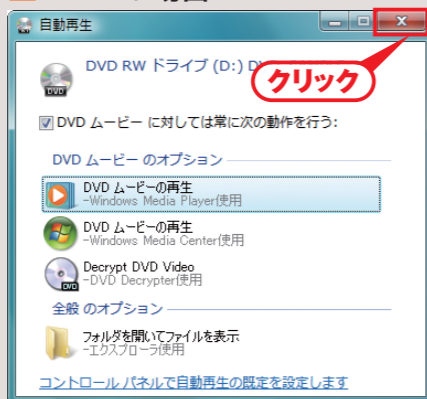 自動再生
DVD RW ドライブ (D:)
クリック
DVD
DVD ムービー に対しては常に次の動作を行う:
DVD ムービー のオプション
DVD ムービーの再生
-Windows Media Player使用
DVD ムービーの再生
-Windows Media Center使用
Decrypt DVD Video
-DVD Decrypter使用
DVD
全般 のオプション
フォルダを開いてファイルを表示
-エクスプローラ使用
コントロール パネルで自動再生の既定を設定します